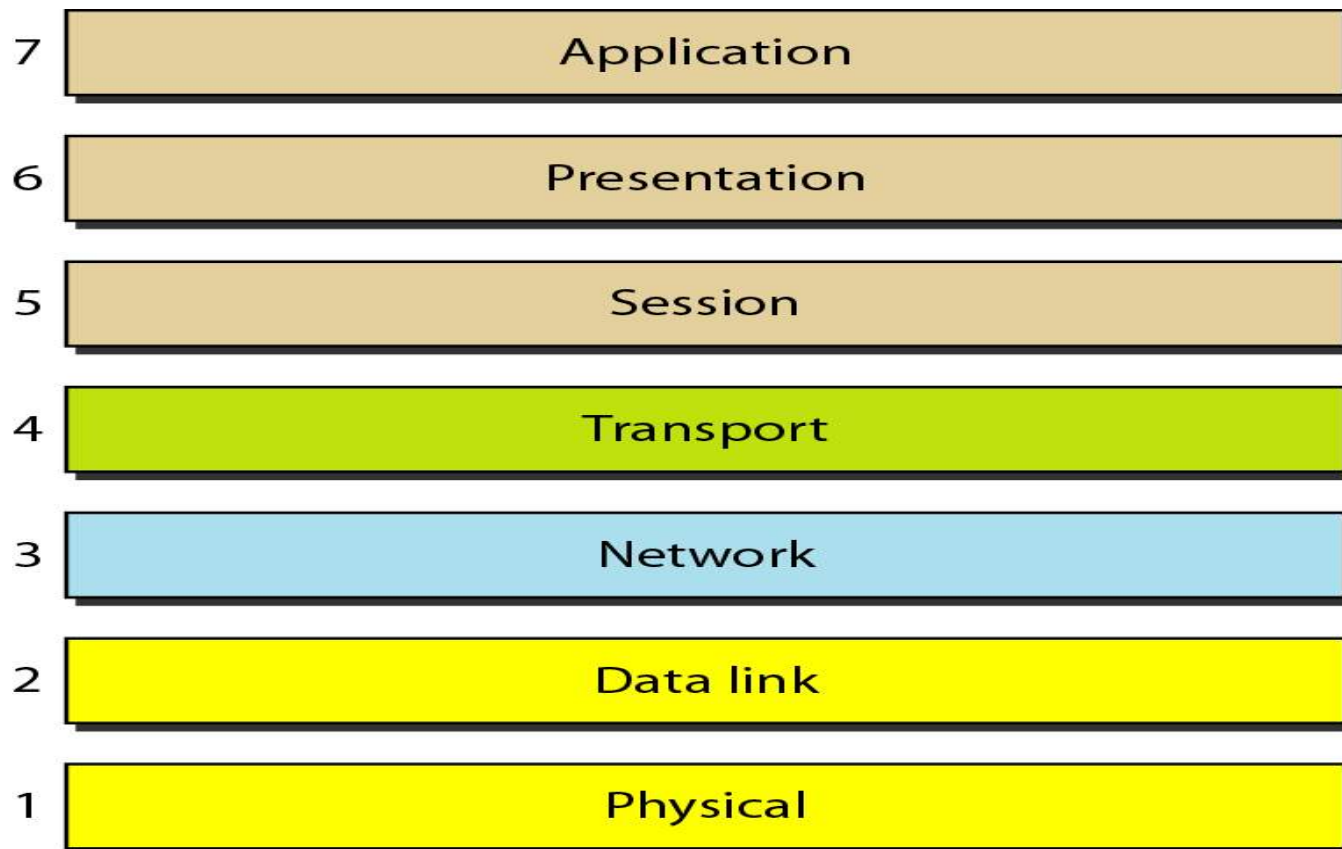 7 Application
6 Presentation
5 Session
4 Transport
3 Network
2 Data link
1 Physical